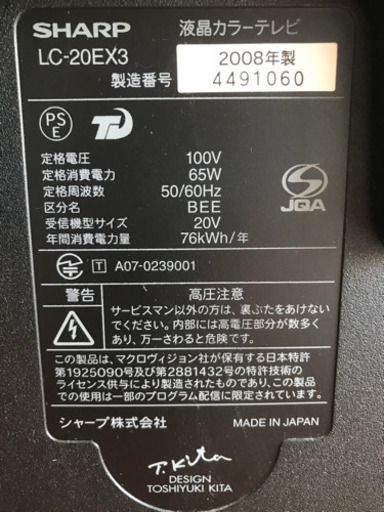 SHARP 液晶カラーテレビ
LC-20EX3 2008年製
製造番号 4491060
PS
E
定格電圧 100V
定格消費電力 65W
定格周波数 50/60Hz
区分名 BEE
受信機型サイズ 20V
年間消費電力量 76kWh/年
JQA
T A07-0239001
警告 高圧注意
サービスマン以外の方は、裏ぶたをあけない
でください。内部には高電圧部分が数多く
あり、万一さわると危険です。
この製品は、マクロヴィジョン社が保有する日本特許
第1925090号及び第2881432号の特許技術の
ライセンス供与により製造されたものです。この製品
での使用は一部のプログラム配信に限定されます。
シャープ株式会社 MADE IN JAPAN
T.Kita
DESIGN
TOSHIYUKI KITA